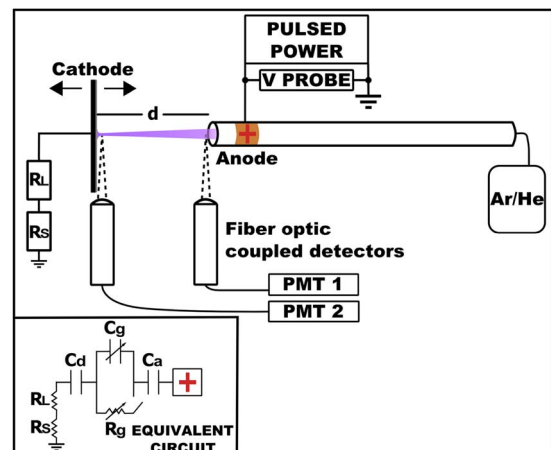 PULSED
POWER
V PROBE
Cathode
d
+
Anode
RL
RS
Ar/He
Fiber optic
coupled detectors
PMT 1
PMT 2
Cg
Cd
Ca
+
RL
RS
Rg
EQUIVALENT
CIRCUIT